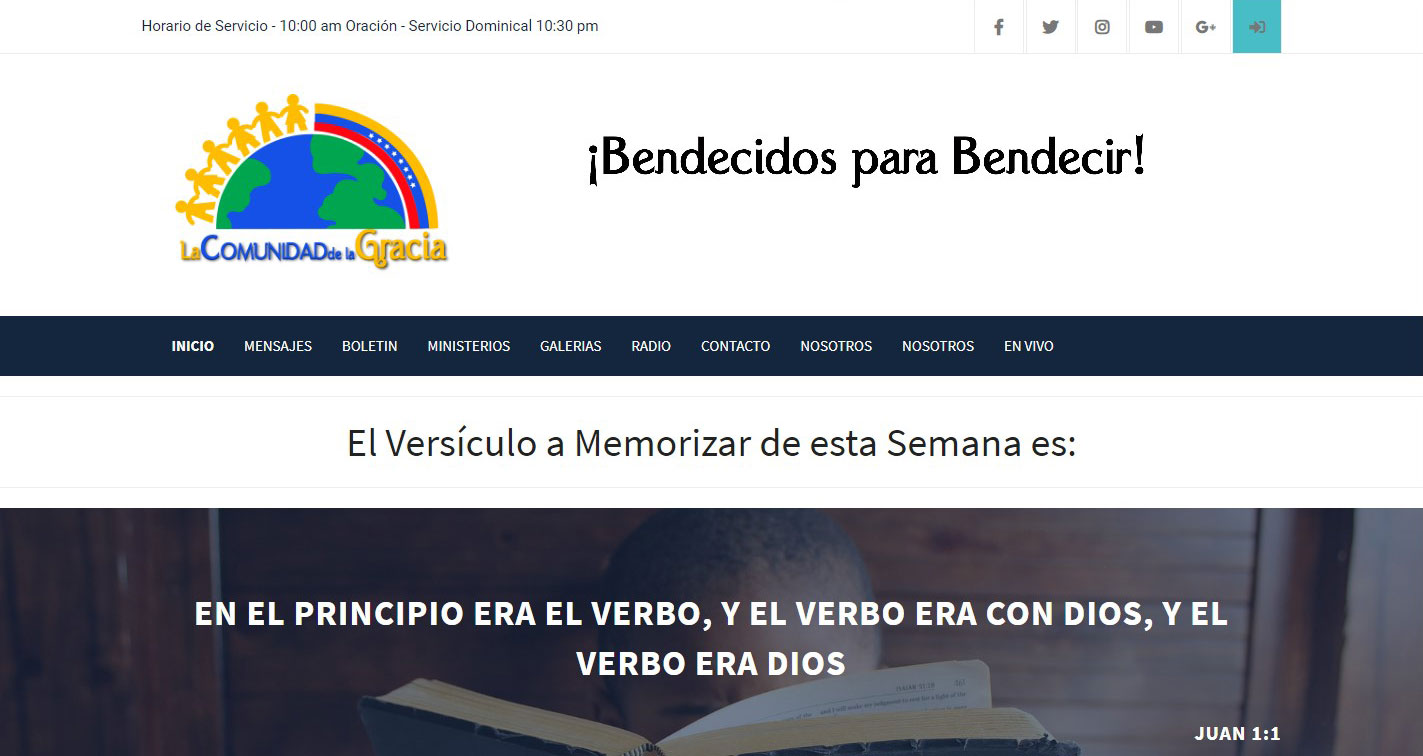 Horario de Servicio - 10:00 am Oración - Servicio Dominical 10:30 pm
¡Bendecidos para Bendecir!
La COMUNIDAD de la Gracia
INICIO MENSAJES BOLETIN MINISTERIOS GALERIAS RADIO CONTACTO NOSOTROS NOSOTROS EN VIVO
El Versículo a Memorizar de esta Semana es:
EN EL PRINCIPIO ERA EL VERBO, Y EL VERBO ERA CON DIOS, Y EL
VERBO ERA DIOS
JUAN 1:1